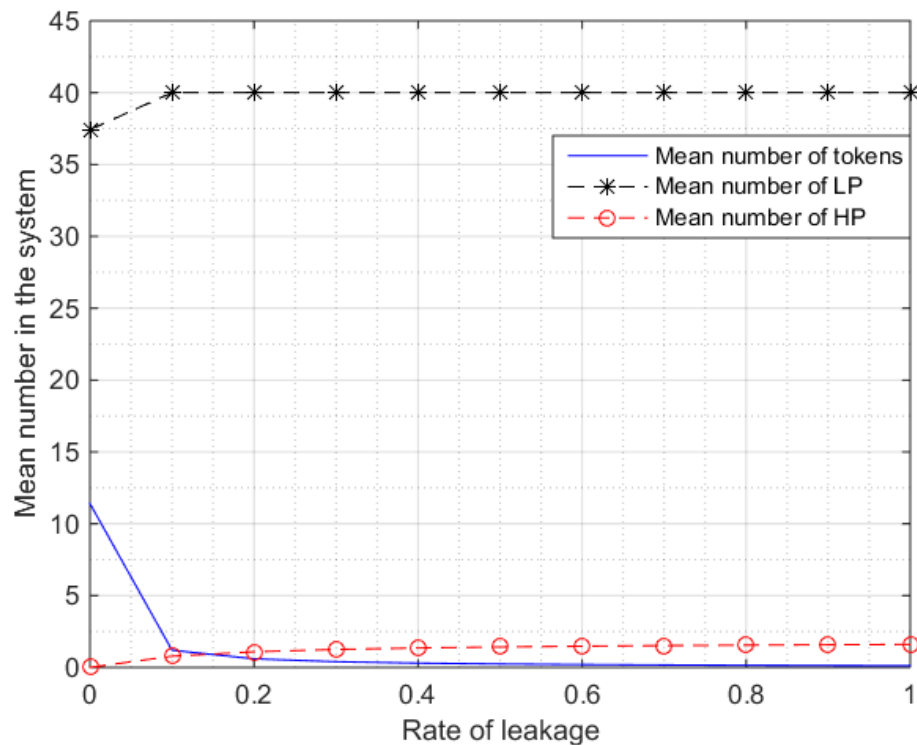 45
40
35
30
25
20
15
10
5
0
Mean number in the system
Mean number of tokens
Mean number of LP
Mean number of HP
0 0.2 0.4 0.6 0.8 1
Rate of leakage